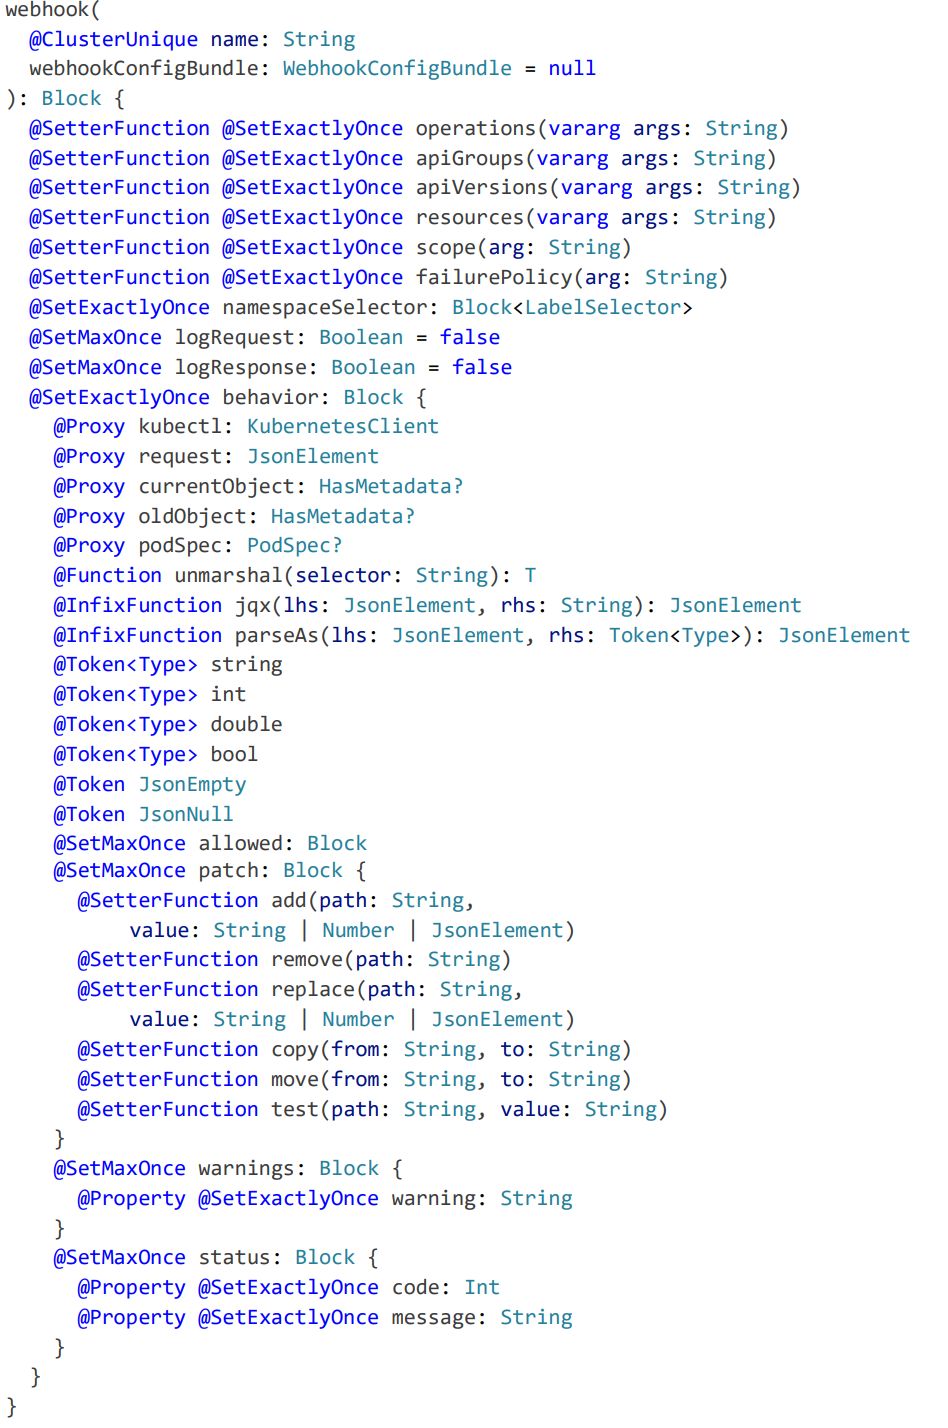 webhook(
  @ClusterUnique name: String
  webhookConfigBundle: WebhookConfigBundle = null
): Block {
  @SetterFunction @SetExactlyOnce operations(vararg args: String)
  @SetterFunction @SetExactlyOnce apiGroups(vararg args: String)
  @SetterFunction @SetExactlyOnce apiVersions(vararg args: String)
  @SetterFunction @SetExactlyOnce resources(vararg args: String)
  @SetterFunction @SetExactlyOnce scope(arg: String)
  @SetterFunction @SetExactlyOnce failurePolicy(arg: String)
  @SetExactlyOnce namespaceSelector: Block<LabelSelector>
  @SetMaxOnce logRequest: Boolean = false
  @SetMaxOnce logResponse: Boolean = false
  @SetExactlyOnce behavior: Block {
    @Proxy kubectl: KubernetesClient
    @Proxy request: JsonElement
    @Proxy currentObject: HasMetadata?
    @Proxy oldObject: HasMetadata?
    @Proxy podSpec: PodSpec?
    @Function unmarshal(selector: String): T
    @InfixFunction jqx(lhs: JsonElement, rhs: String): JsonElement
    @InfixFunction parseAs(lhs: JsonElement, rhs: Token<Type>): JsonElement
    @Token<Type> string
    @Token<Type> int
    @Token<Type> double
    @Token<Type> bool
    @Token JsonEmpty
    @Token JsonNull
    @SetMaxOnce allowed: Block
    @SetMaxOnce patch: Block {
      @SetterFunction add(path: String,
          value: String | Number | JsonElement)
      @SetterFunction remove(path: String)
      @SetterFunction replace(path: String,
          value: String | Number | JsonElement)
      @SetterFunction copy(from: String, to: String)
      @SetterFunction move(from: String, to: String)
      @SetterFunction test(path: String, value: String)
    }
    @SetMaxOnce warnings: Block {
      @Property @SetExactlyOnce warning: String
    }
    @SetMaxOnce status: Block {
      @Property @SetExactlyOnce code: Int
      @Property @SetExactlyOnce message: String
    }
  }
}